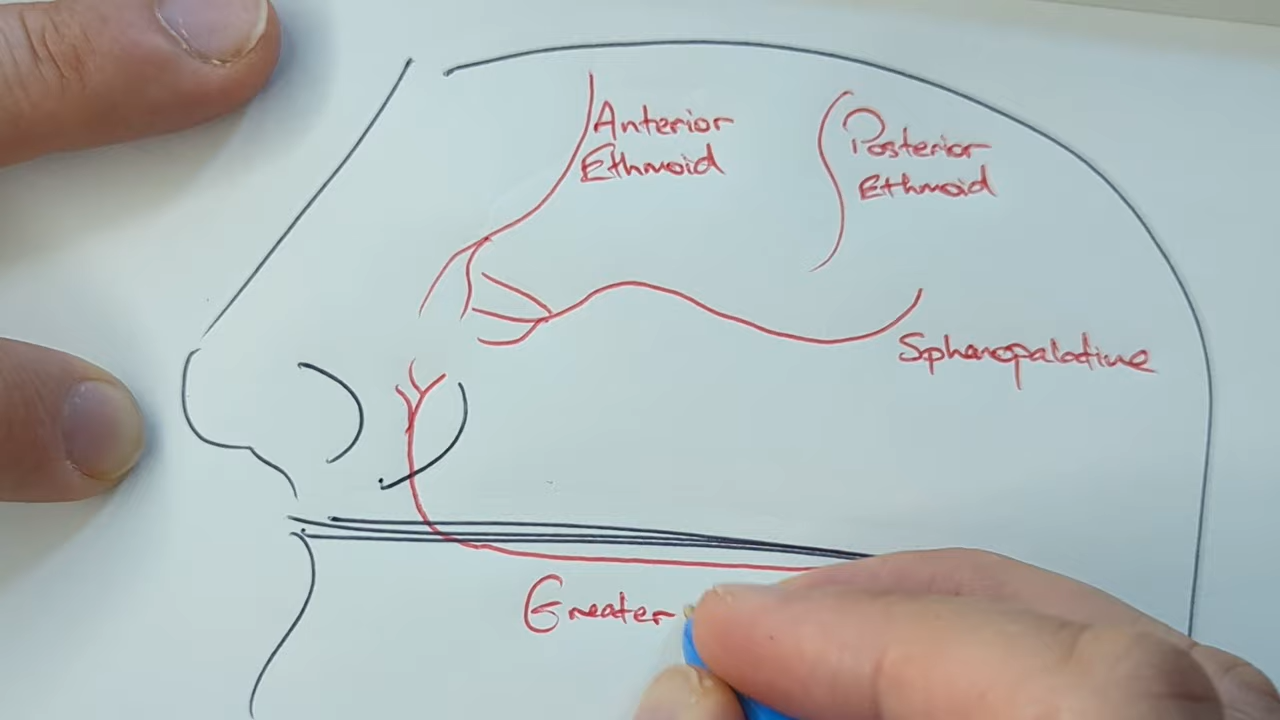 Anterior
Ethmoid
Posterior
Ethmoid
Sphenopalatine
Greater